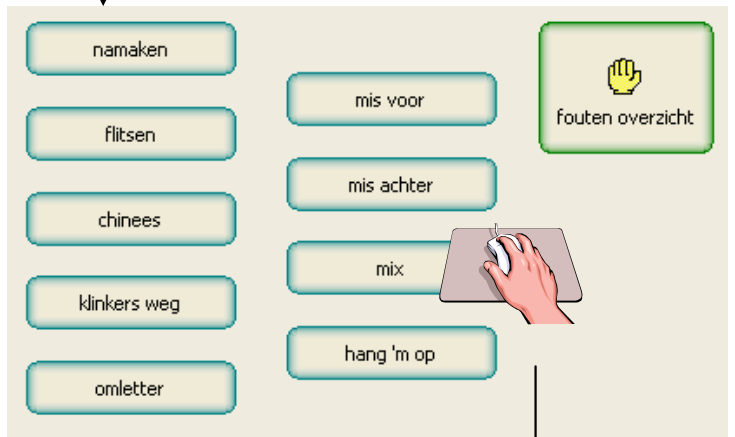 namaken
flitsen
chinees
klinkers weg
omletter
mis voor
mis achter
mix
hang 'm op
fouten overzicht